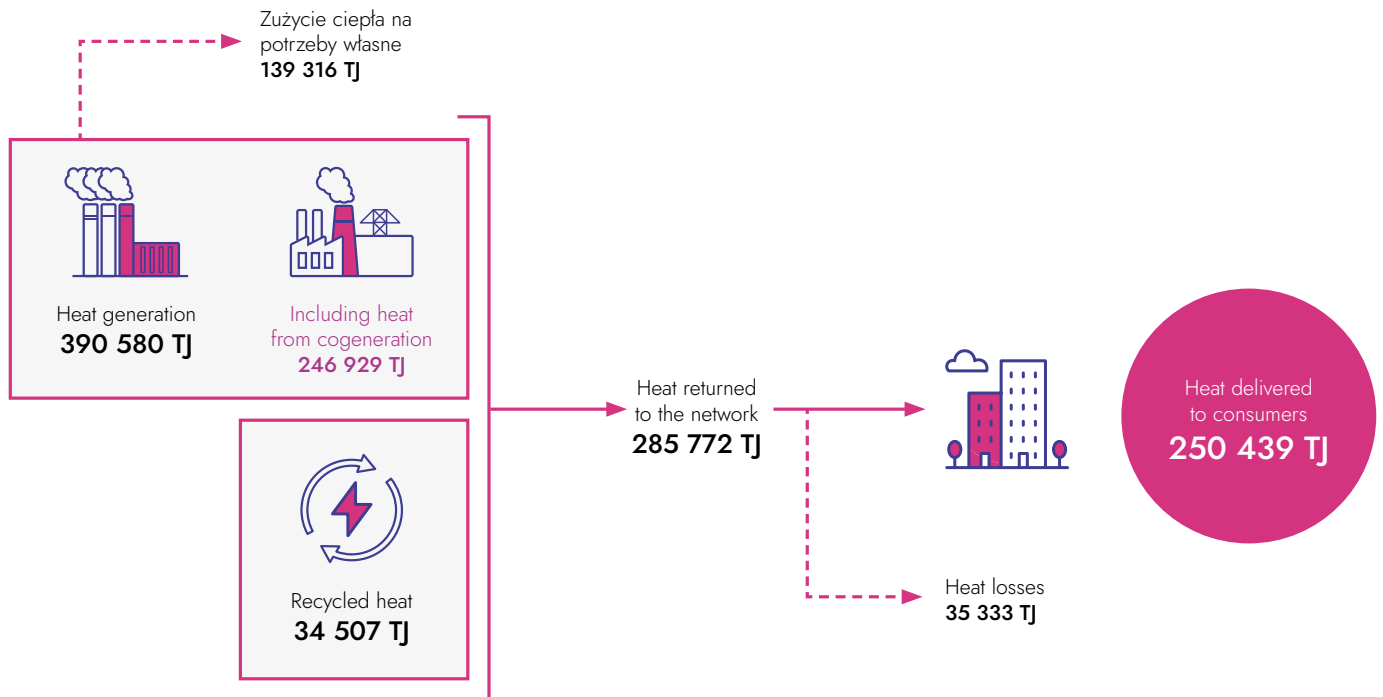 Zużycie ciepła na
potrzeby własne
139 316 TJ
Heat generation
390 580 TJ
Including heat
from cogeneration
246 929 TJ
Recycled heat
34 507 TJ
Heat returned
to the network
285 772 TJ
Heat losses
35 333 TJ
Heat delivered
to consumers
250 439 TJ